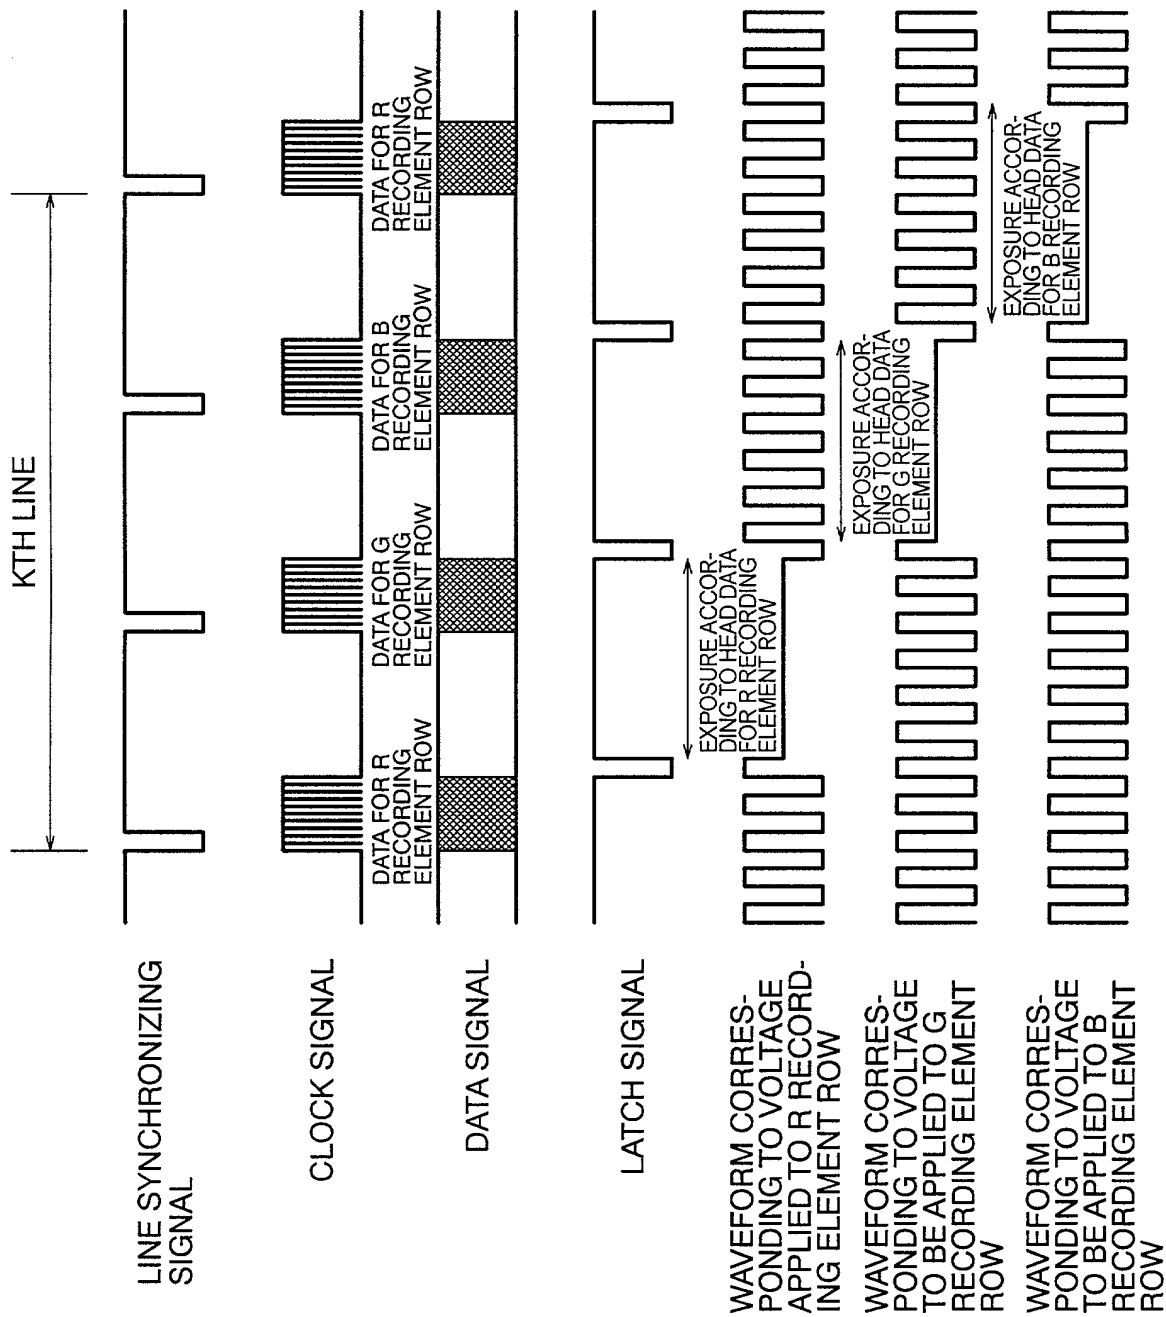 KTH LINE
LINE SYNCHRONIZING
SIGNAL
CLOCK SIGNAL
DATA FOR R
RECORDING
ELEMENT ROW
DATA FOR G
RECORDING
ELEMENT ROW
DATA FOR B
RECORDING
ELEMENT ROW
DATA FOR R
RECORDING
ELEMENT ROW
DATA SIGNAL
LATCH SIGNAL
EXPOSURE ACCOR-
DING TO HEAD DATA
FOR R RECORDING
ELEMENT ROW
WAVEFORM CORRES-
PONDING TO VOLTAGE
APPLIED TO R RECORD-
ING ELEMENT ROW
EXPOSURE ACCOR-
DING TO HEAD DATA
FOR G RECORDING
ELEMENT ROW
WAVEFORM CORRES-
PONDING TO VOLTAGE
TO BE APPLIED TO G
RECORDING ELEMENT
ROW
EXPOSURE ACCOR-
DING TO HEAD DATA
FOR B RECORDING
ELEMENT ROW
WAVEFORM CORRES-
PONDING TO VOLTAGE
TO BE APPLIED TO B
RECORDING ELEMENT
ROW